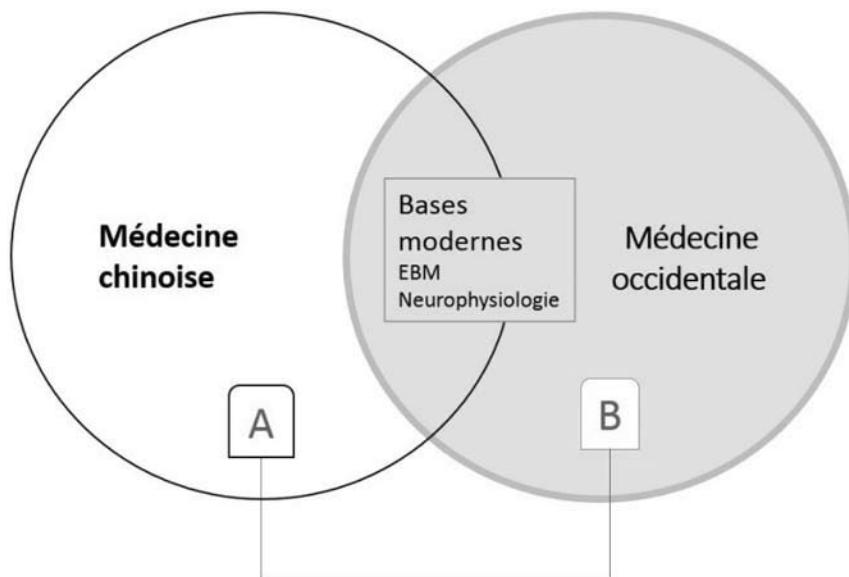 Médecine
chinoise
Bases
modernes
EBM
Neurophysiologie
Médecine
occidentale
A
B